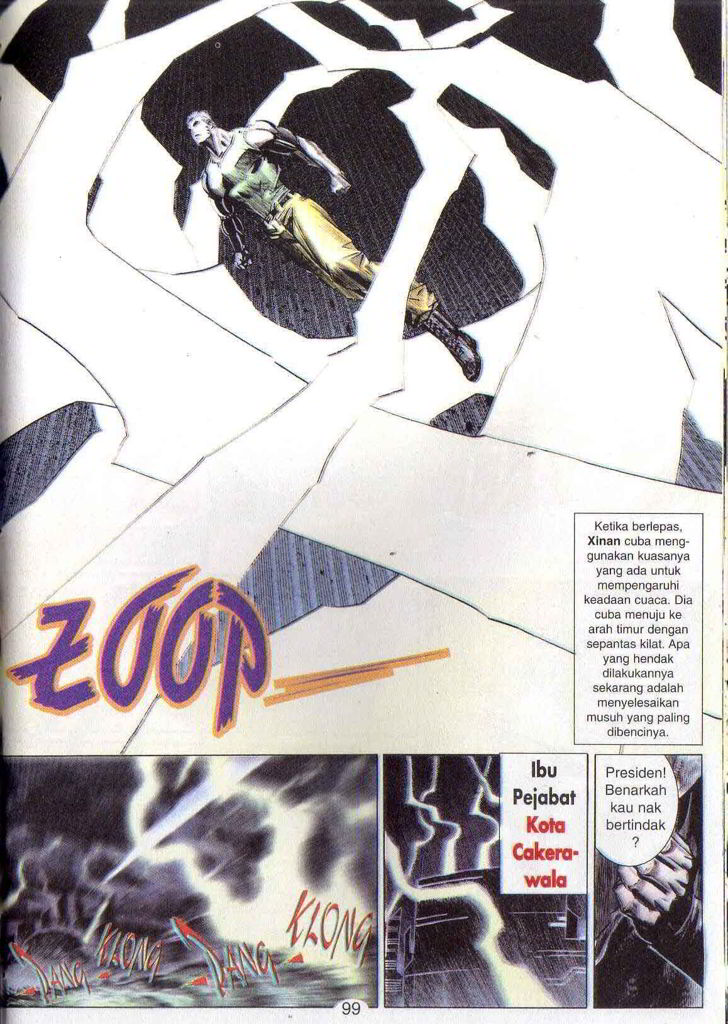 Ketika berlepas,
Xinan cuba meng-
gunakan kuasanya
yang ada untuk
mempengaruhi
keadaan cuaca. Dia
cuba menuju ke
arah timur dengan
sepantas kilat. Apa
yang hendak
dilakukannya
sekarang adalah
menyelesaikan
musuh yang paling
dibencinya.
ZOOP
DANG
KLONG
DANG
KLONG
Ibu
Pejabat
Kota
Cakera-
wala
Presiden!
Benarkah
kau nak
bertindak
?
99